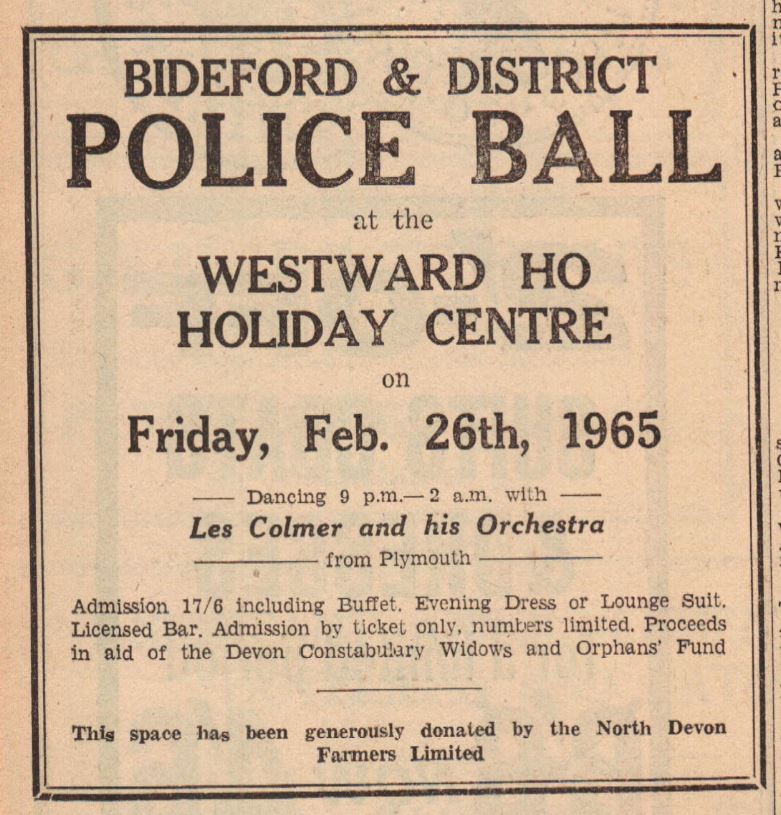 BIDEFORD & DISTRICT
POLICE BALL
at the
WESTWARD HO
HOLIDAY CENTRE
on
Friday, Feb. 26th, 1965
Dancing 9 p.m.—2 a.m. with
Les Colmer and his Orchestra
from Plymouth
Admission 17/6 including Buffet. Evening Dress or Lounge Suit.
Licensed Bar. Admission by ticket only, numbers limited. Proceeds
in aid of the Devon Constabulary Widows and Orphans' Fund
This space has been generously donated by the North Devon
Farmers Limited